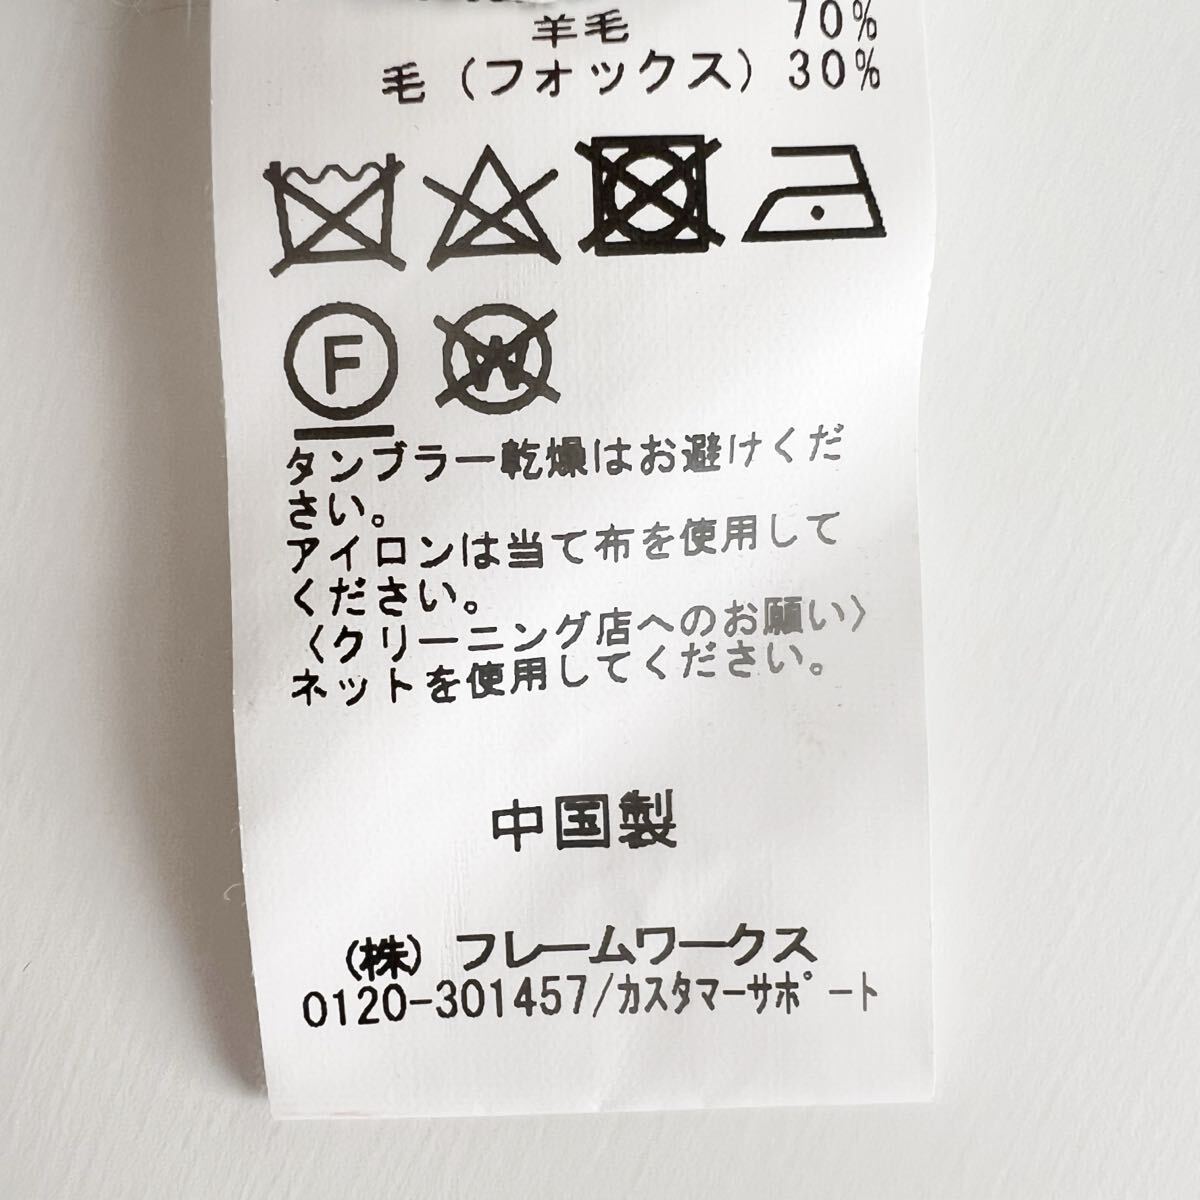 羊毛 70%
毛（フォックス）30%
F W
タンブラー乾燥はお避けくだ
さい。
アイロンは当て布を使用して
ください。
〈クリーニング店へのお願い〉
ネットを使用してください。
中国製
（株）フレームワークス
0120-301457/ｶｽﾀﾏｰｻﾎﾟｰﾄ